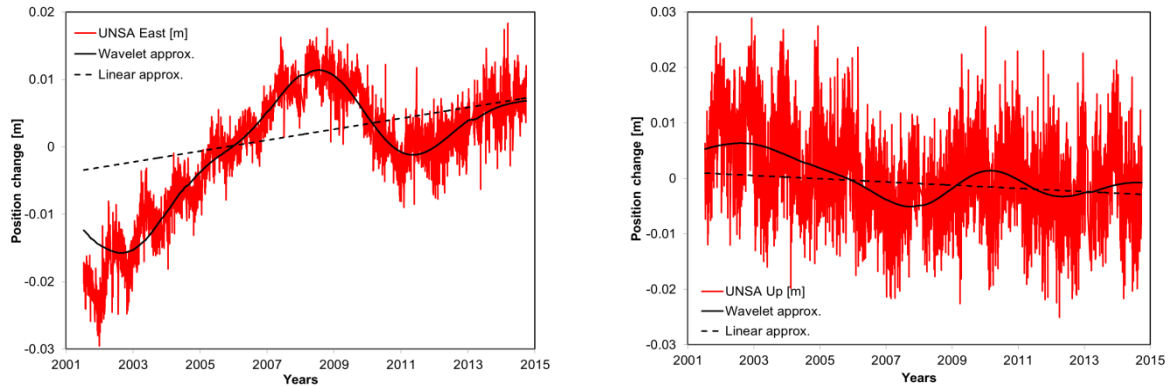 0.02
UNSA East [m]
Wavelet approx.
Linear approx.
0.01
0
-0.01
-0.02
-0.03
Position change [m]
2001 2003 2005 2007 2009 2011 2013 2015
Years
0.03
0.02
0.01
0
-0.01
-0.02
-0.03
Position change [m]
UNSA Up [m]
Wavelet approx.
Linear approx.
2001 2003 2005 2007 2009 2011 2013 2015
Years